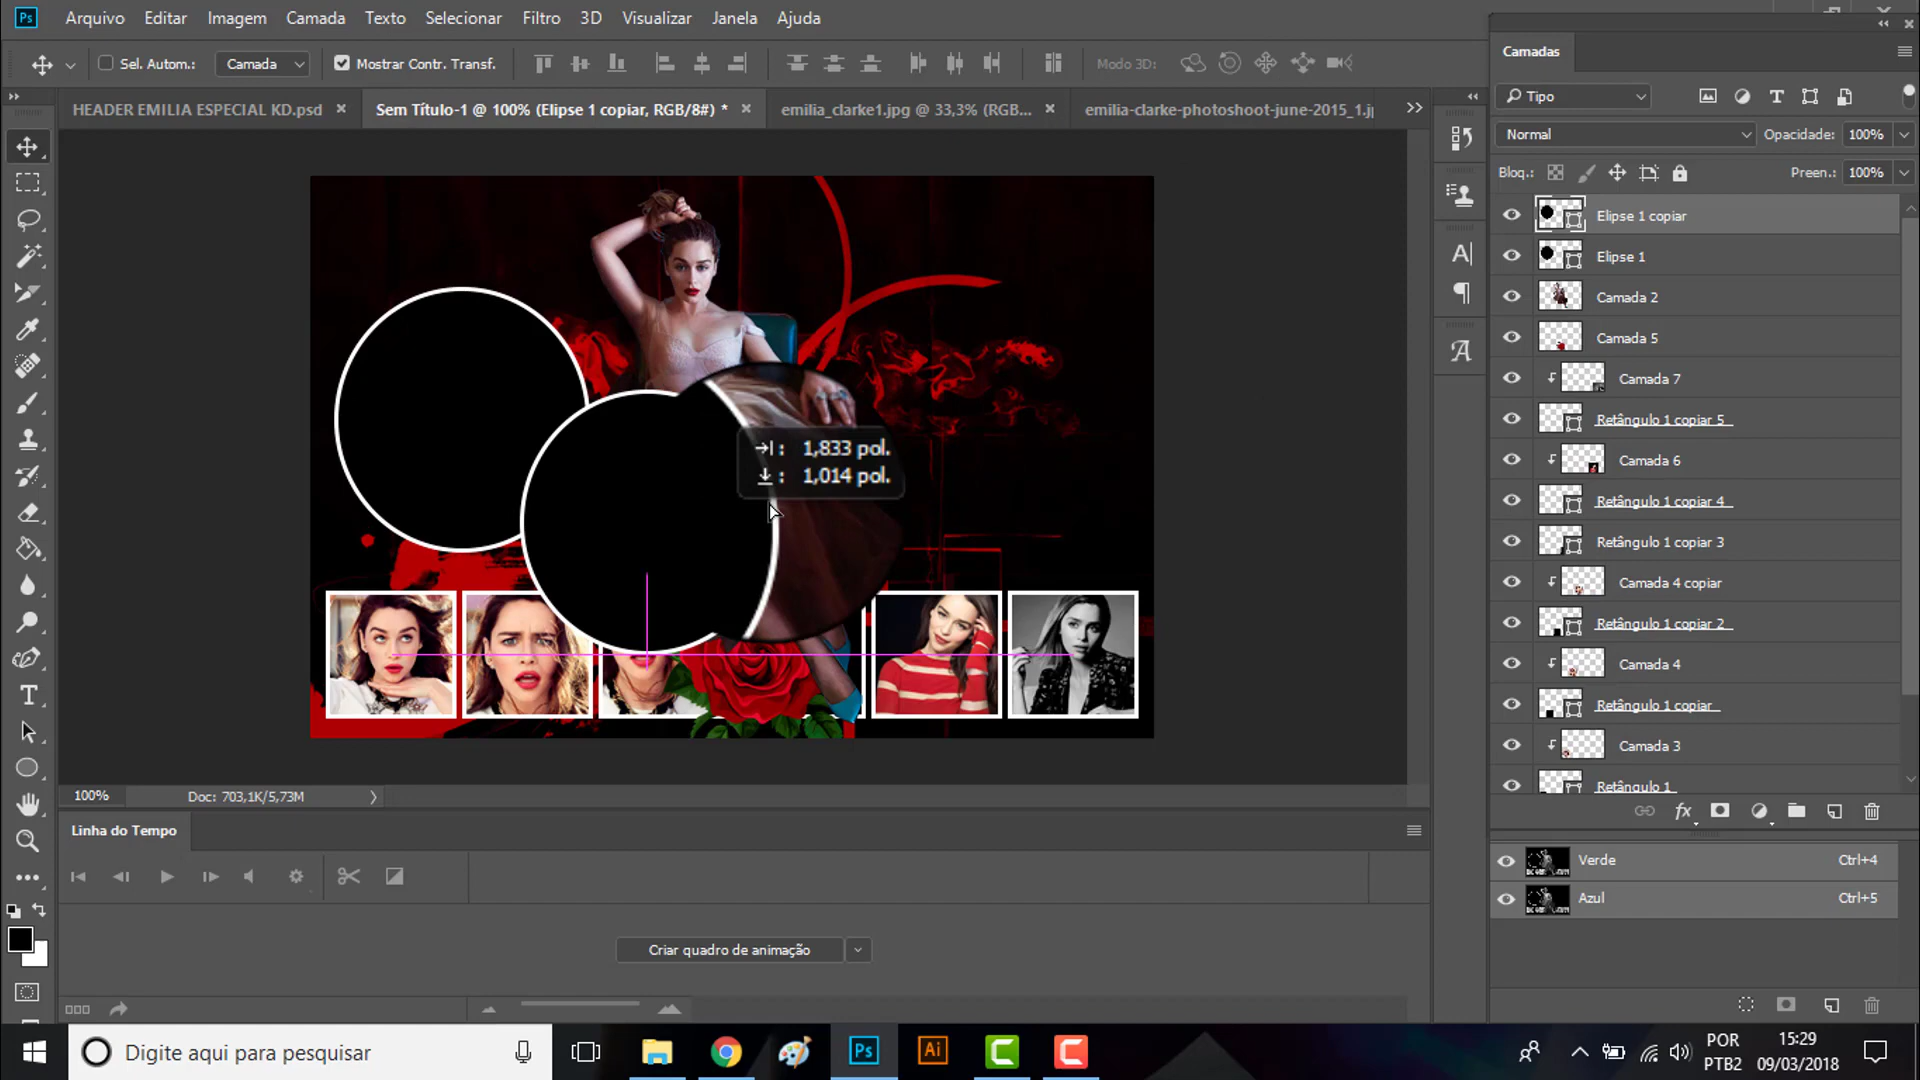 Ps Arquivo Editar Imagem Camada Texto Selecionar Filtro 3D Visualizar Janela Ajuda
Sel. Autom.: Camada Mostrar Contr. Transf. Modo 3D:
HEADER EMILIA ESPECIAL KD.psd Sem Título-1 @ 100% (Elipse 1 copiar, RGB/8#) * emilia_clarke1.jpg @ 33,3% (RGB... emilia-clarke-photoshoot-june-2015_1.j
Camadas
Tipo
Normal Opacidade: 100%
Bloq.: Preen.: 100%
Elipse 1 copiar
Elipse 1
Camada 2
Camada 5
Camada 7
Retângulo 1 copiar 5
Camada 6
Retângulo 1 copiar 4
Retângulo 1 copiar 3
Camada 4 copiar
Retângulo 1 copiar 2
Camada 4
Retângulo 1 copiar
Camada 3
Retângulo 1
fx
Verde Ctrl+4
Azul Ctrl+5
: 1,833 pol.
: 1,014 pol.
100% Doc: 703,1K/5,73M
Linha do Tempo
Criar quadro de animação
Digite aqui para pesquisar
Ps
Ai
POR
PTB2
15:29
09/03/2018